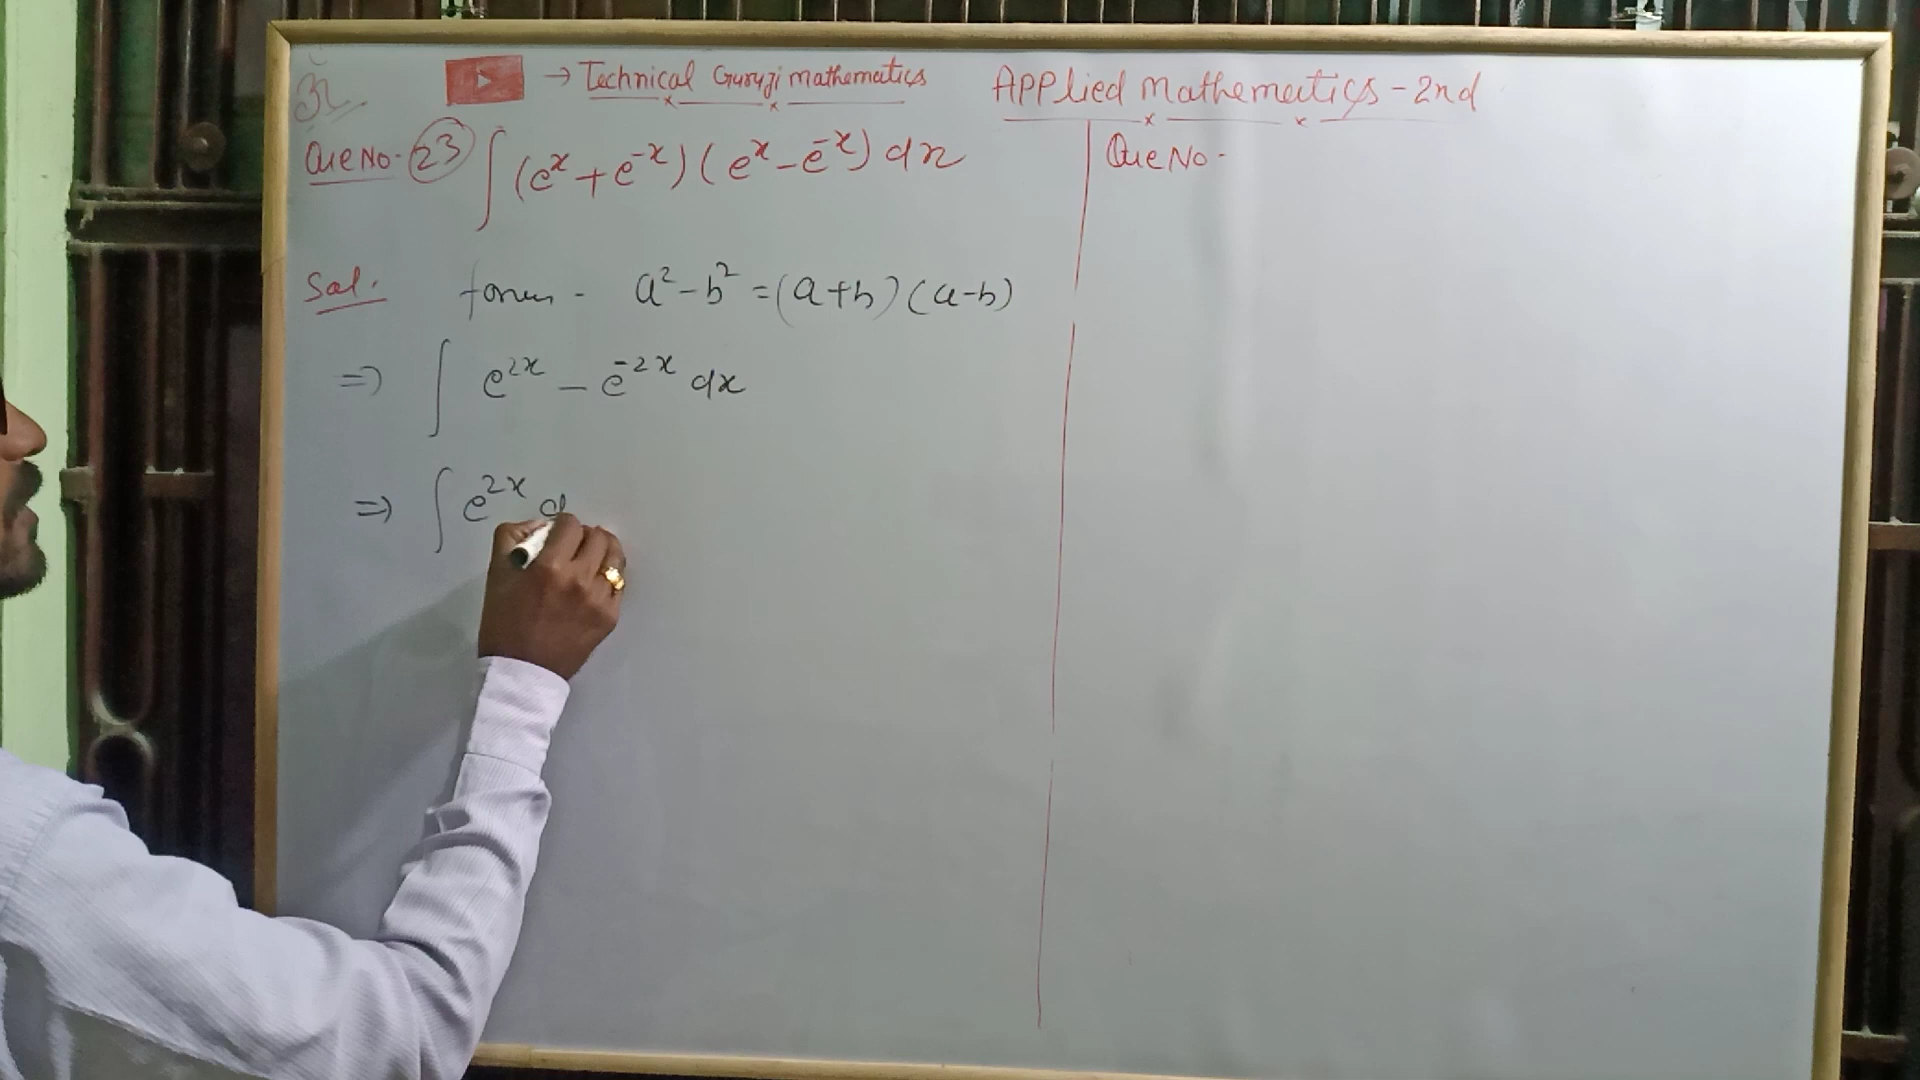 → Technical Guruji mathematics
Applied Mathematics - 2nd
Que No. 23 ∫ (e^x + e^-x) (e^x - e^-x) dx
Que No -
Sol. form - a² - b² = (a+b) (a-b)
⇒ ∫ e^2x - e^-2x dx
⇒ ∫ e^2x d